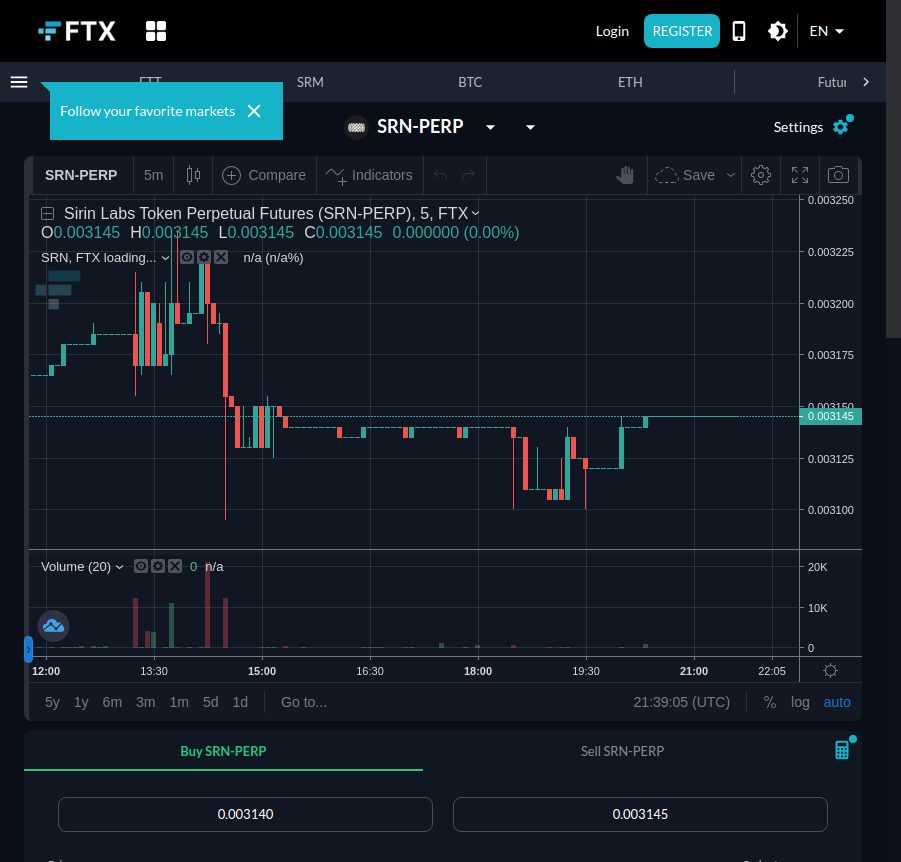 FTX
Login
REGISTER
EN
FTT
SRM
BTC
ETH
Futur
Follow your favorite markets
SRN-PERP
Settings
SRN-PERP
5m
Compare
Indicators
Save
Sirin Labs Token Perpetual Futures (SRN-PERP), 5, FTX
O0.003145 H0.003145 L0.003145 C0.003145 0.000000 (0.00%)
SRN, FTX loading... n/a (n/a%)
0.003250
0.003225
0.003200
0.003175
0.003150
0.003145
0.003125
0.003100
Volume (20) 0 n/a
20K
10K
0
12:00 13:30 15:00 16:30 18:00 19:30 21:00 22:05
5y 1y 6m 3m 1m 5d 1d Go to... 21:39:05 (UTC) % log auto
Buy SRN-PERP
Sell SRN-PERP
0.003140
0.003145